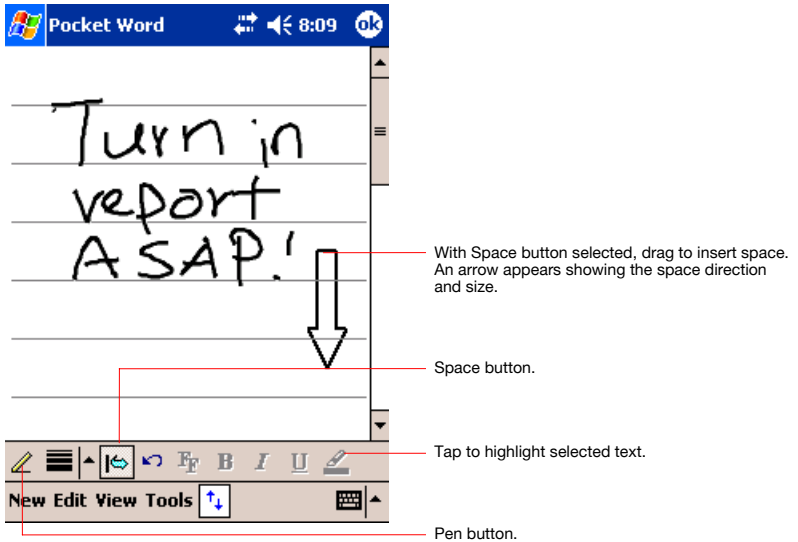 Pocket Word 8:09 ok
Turn in
report
ASAP!
With Space button selected, drag to insert space.
An arrow appears showing the space direction
and size.
Space button.
Tap to highlight selected text.
FF B I U
New Edit View Tools
Pen button.